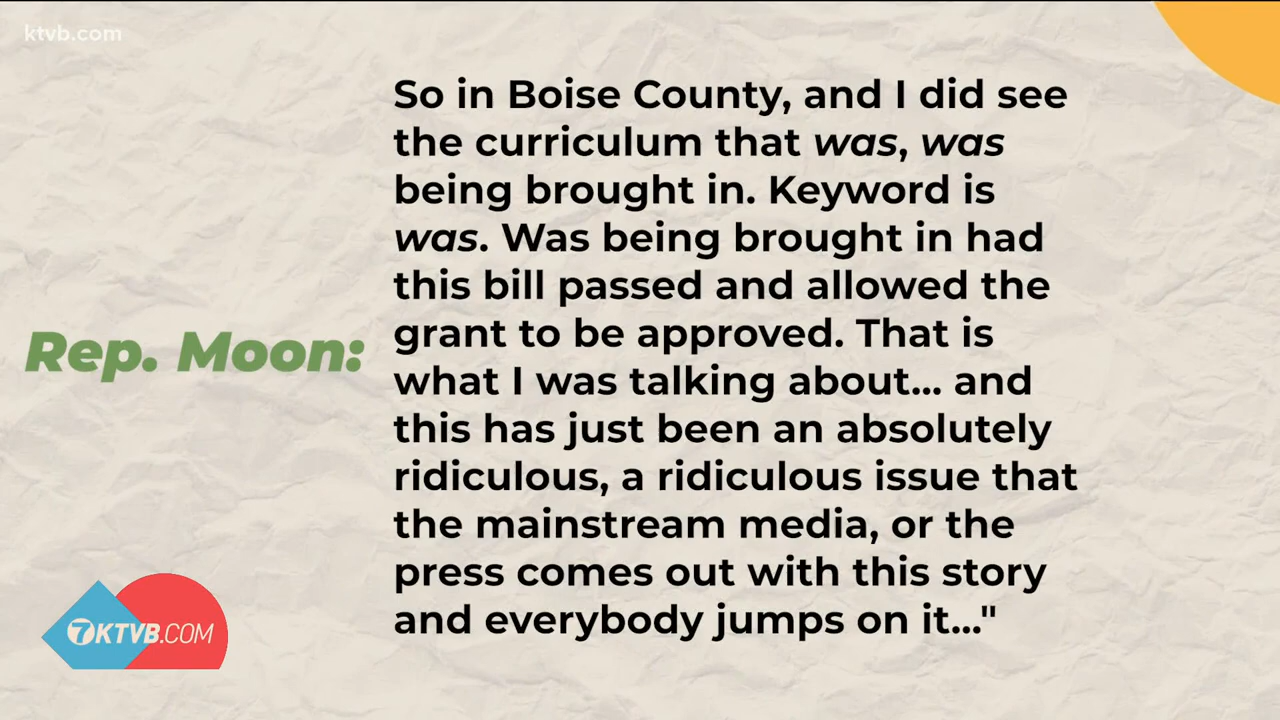 ktvb.com
So in Boise County, and I did see
the curriculum that was, was
being brought in. Keyword is
was. Was being brought in had
this bill passed and allowed the
grant to be approved. That is
what I was talking about... and
this has just been an absolutely
ridiculous, a ridiculous issue that
the mainstream media, or the
press comes out with this story
and everybody jumps on it..."
Rep. Moon:
7KTVB.COM